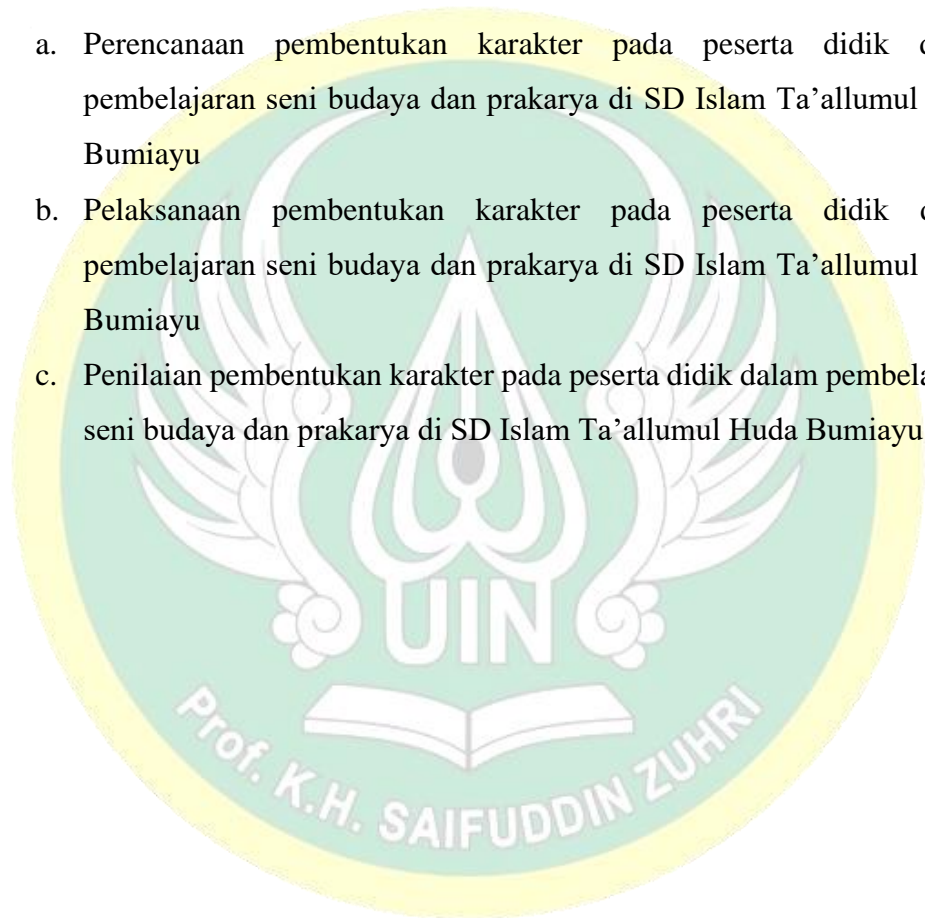 a. Perencanaan pembentukan karakter pada peserta didik
pembelajaran seni budaya dan prakarya di SD Islam Ta’allumul
Bumiayu
b. Pelaksanaan pembentukan karakter pada peserta didik
pembelajaran seni budaya dan prakarya di SD Islam Ta’allumul
Bumiayu
c. Penilaian pembentukan karakter pada peserta didik dalam
seni budaya dan prakarya di SD Islam Ta’allumul Huda Bumiayu
UIN
Prof. K.H. SAIFUDDIN ZUHRI